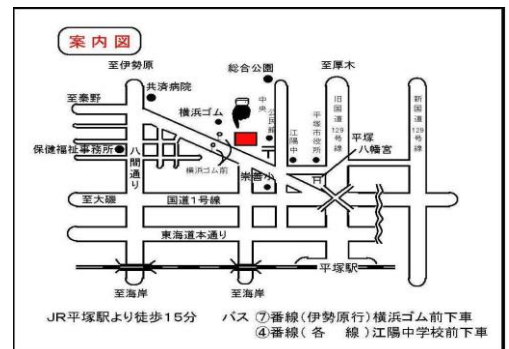 案内図
至伊勢原
総合公園
至厚木
共済病院
至秦野
横浜ゴム
中央公民館
江陽中
平塚市役所
旧国道129号線
新国道129号線
平塚八幡宮
保健福祉事務所
八間通り
横浜ゴム前
崇善小
至大磯
国道1号線
東海道本通り
平塚駅
至海岸
至海岸
JR平塚駅より徒歩15分 バス ⑦番線(伊勢原行)横浜ゴム前下車
④番線(各 線)江陽中学校前下車